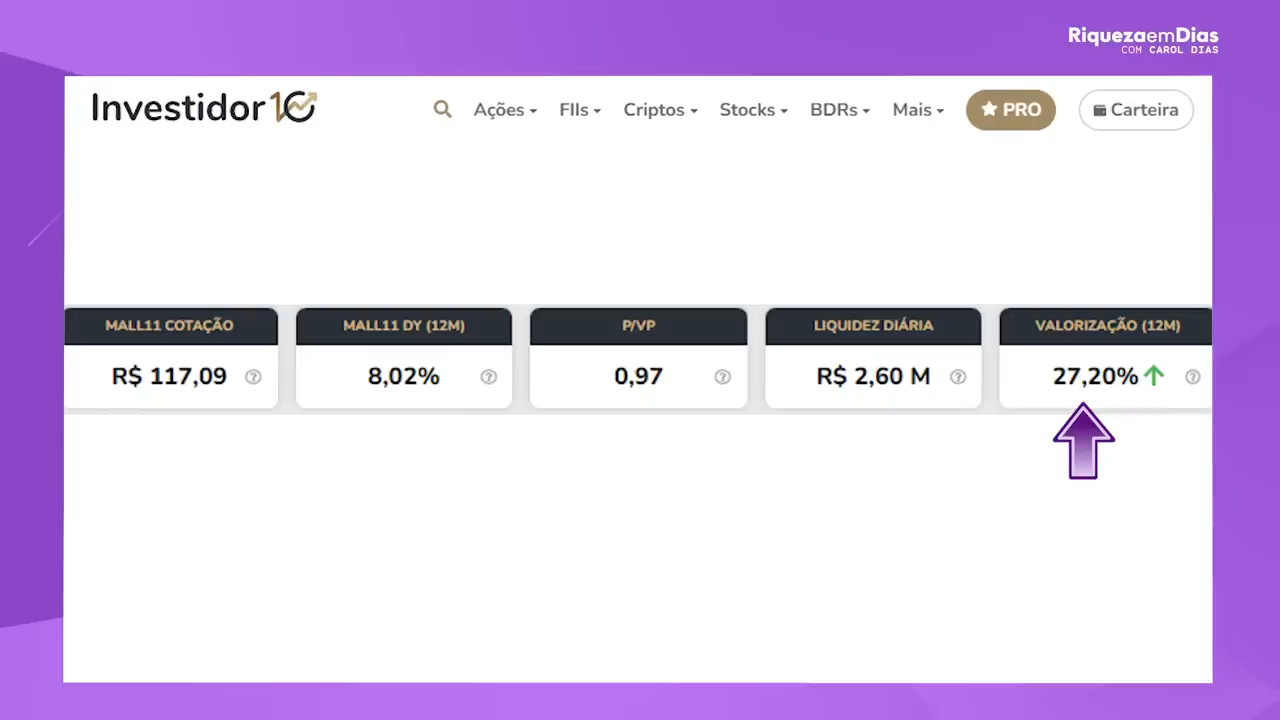 RiquezaemDias
COM CAROL DIAS
Investidor10
Ações
FIIs
Criptos
Stocks
BDRs
Mais
PRO
Carteira
MALL11 COTAÇÃO
MALL11 DY (12M)
P/VP
LIQUIDEZ DIÁRIA
VALORIZAÇÃO (12M)
R$ 117,09
8,02%
0,97
R$ 2,60 M
27,20%